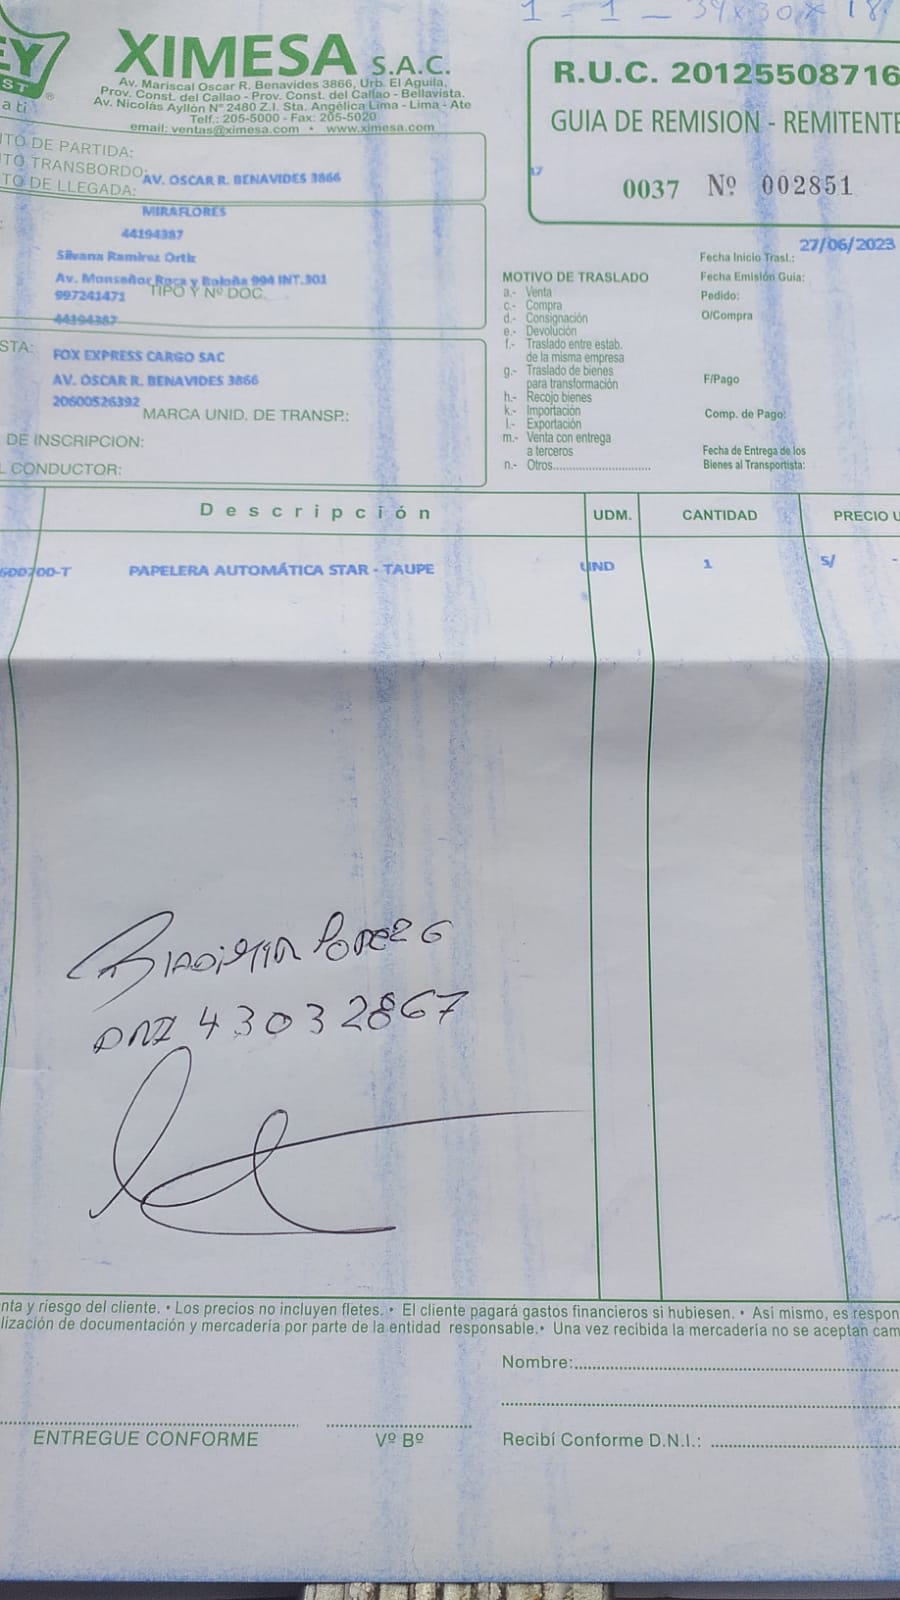 1 - 1 - 39x30x18
EY
ST
a ti
®
XIMESA S.A.C.
Av. Mariscal Oscar R. Benavides 3866, Urb. El Aguila,
Prov. Const. del Callao - Prov. Const. del Callao - Bellavista.
Av. Nicolás Ayllón Nº 2480 Z.I. Sta. Angélica Lima - Lima - Ate
Telf.: 205-5000 - Fax: 205-5020
email: ventas@ximesa.com • www.ximesa.com
R.U.C. 20125508716
GUIA DE REMISION - REMITENTE
17
0037 Nº 002851
TO DE PARTIDA:
TO TRANSBORDO:
TO DE LLEGADA:
AV. OSCAR R. BENAVIDES 3866
MIRAFLORES
44194387
Silvana Ramirez Ortiz
Av. Monseñor Roca y Boloña 994 INT.301
997241471
TIPO Y Nº DOC.
44194387
27/06/2023
Fecha Inicio Trasl.:
Fecha Emisión Guia:
Pedido:
O/Compra
F/Pago
Comp. de Pago:
Fecha de Entrega de los
Bienes al Transportista:
MOTIVO DE TRASLADO
a.- Venta
c.- Compra
d.- Consignación
e.- Devolución
f.- Traslado entre estab.
de la misma empresa
g.- Traslado de bienes
para transformación
h.- Recojo bienes
k.- Importación
l.- Exportación
m.- Venta con entrega
a terceros
n.- Otros..............................
STA:
FOX EXPRESS CARGO SAC
AV. OSCAR R. BENAVIDES 3866
20600526392
MARCA UNID. DE TRANSP.:
DE INSCRIPCION:
L CONDUCTOR:
Descripción UDM. CANTIDAD PRECIO U
600700-T PAPELERA AUTOMÁTICA STAR - TAUPE UND 1 S/ -
DNI 43032867
nta y riesgo del cliente. • Los precios no incluyen fletes. • El cliente pagará gastos financieros si hubiesen. • Así mismo, es respon
lización de documentación y mercadería por parte de la entidad responsable.• Una vez recibida la mercadería no se aceptan cam
Nombre:
ENTREGUE CONFORME
Vº Bº
Recibí Conforme D.N.I.: